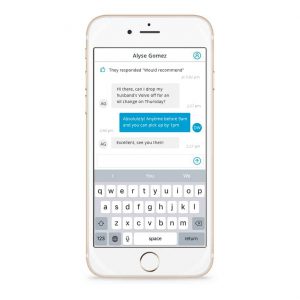 Alyse Gomez
They responded "Would recommend"
Hi there, can I drop my
husband's Volvo off for an
oil change on Thursday?
AG
Absolutely! Anytime before 9am
and you can pick up by 1pm.
Excellent, see you then!
AG
I
You
We
q w e r t y u i o p
a s d f g h j k l
z x c v b n m
123
space
return